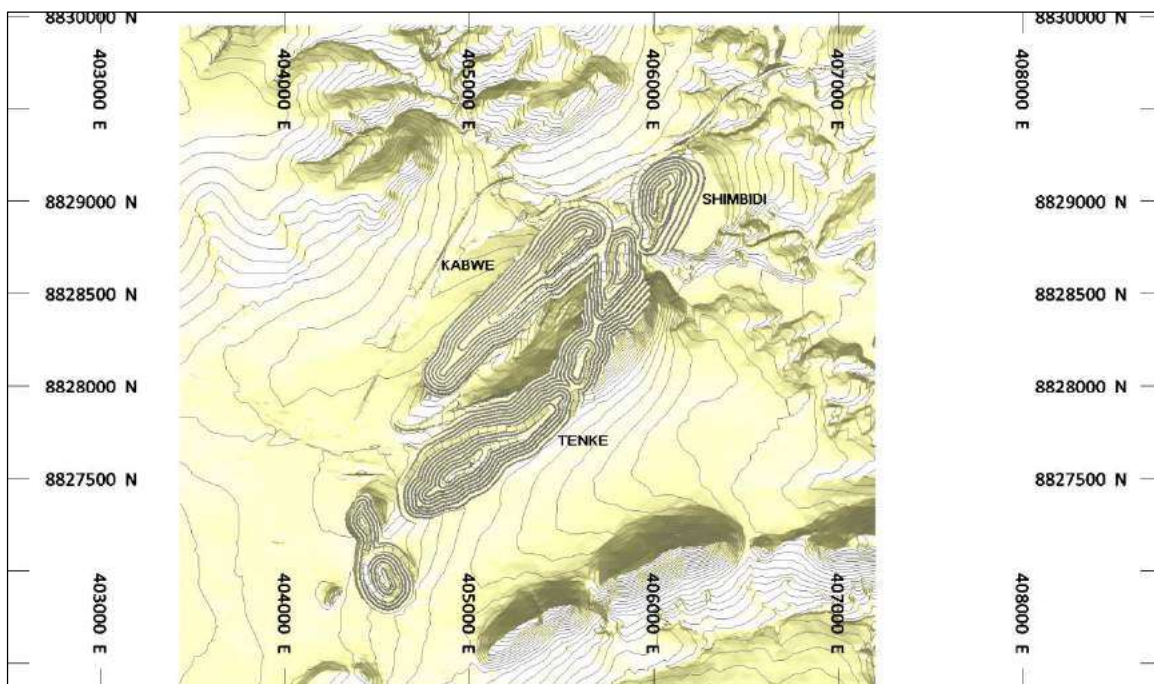 8830000 N
8830000 N
403000 E
404000 E
405000 E
406000 E
407000 E
408000 E
8829000 N
SHIMBIDI
8829000 N
KABWE
8828500 N
8828500 N
8828000 N
8828000 N
TENKE
8827500 N
8827500 N
403000 E
404000 E
405000 E
406000 E
407000 E
408000 E